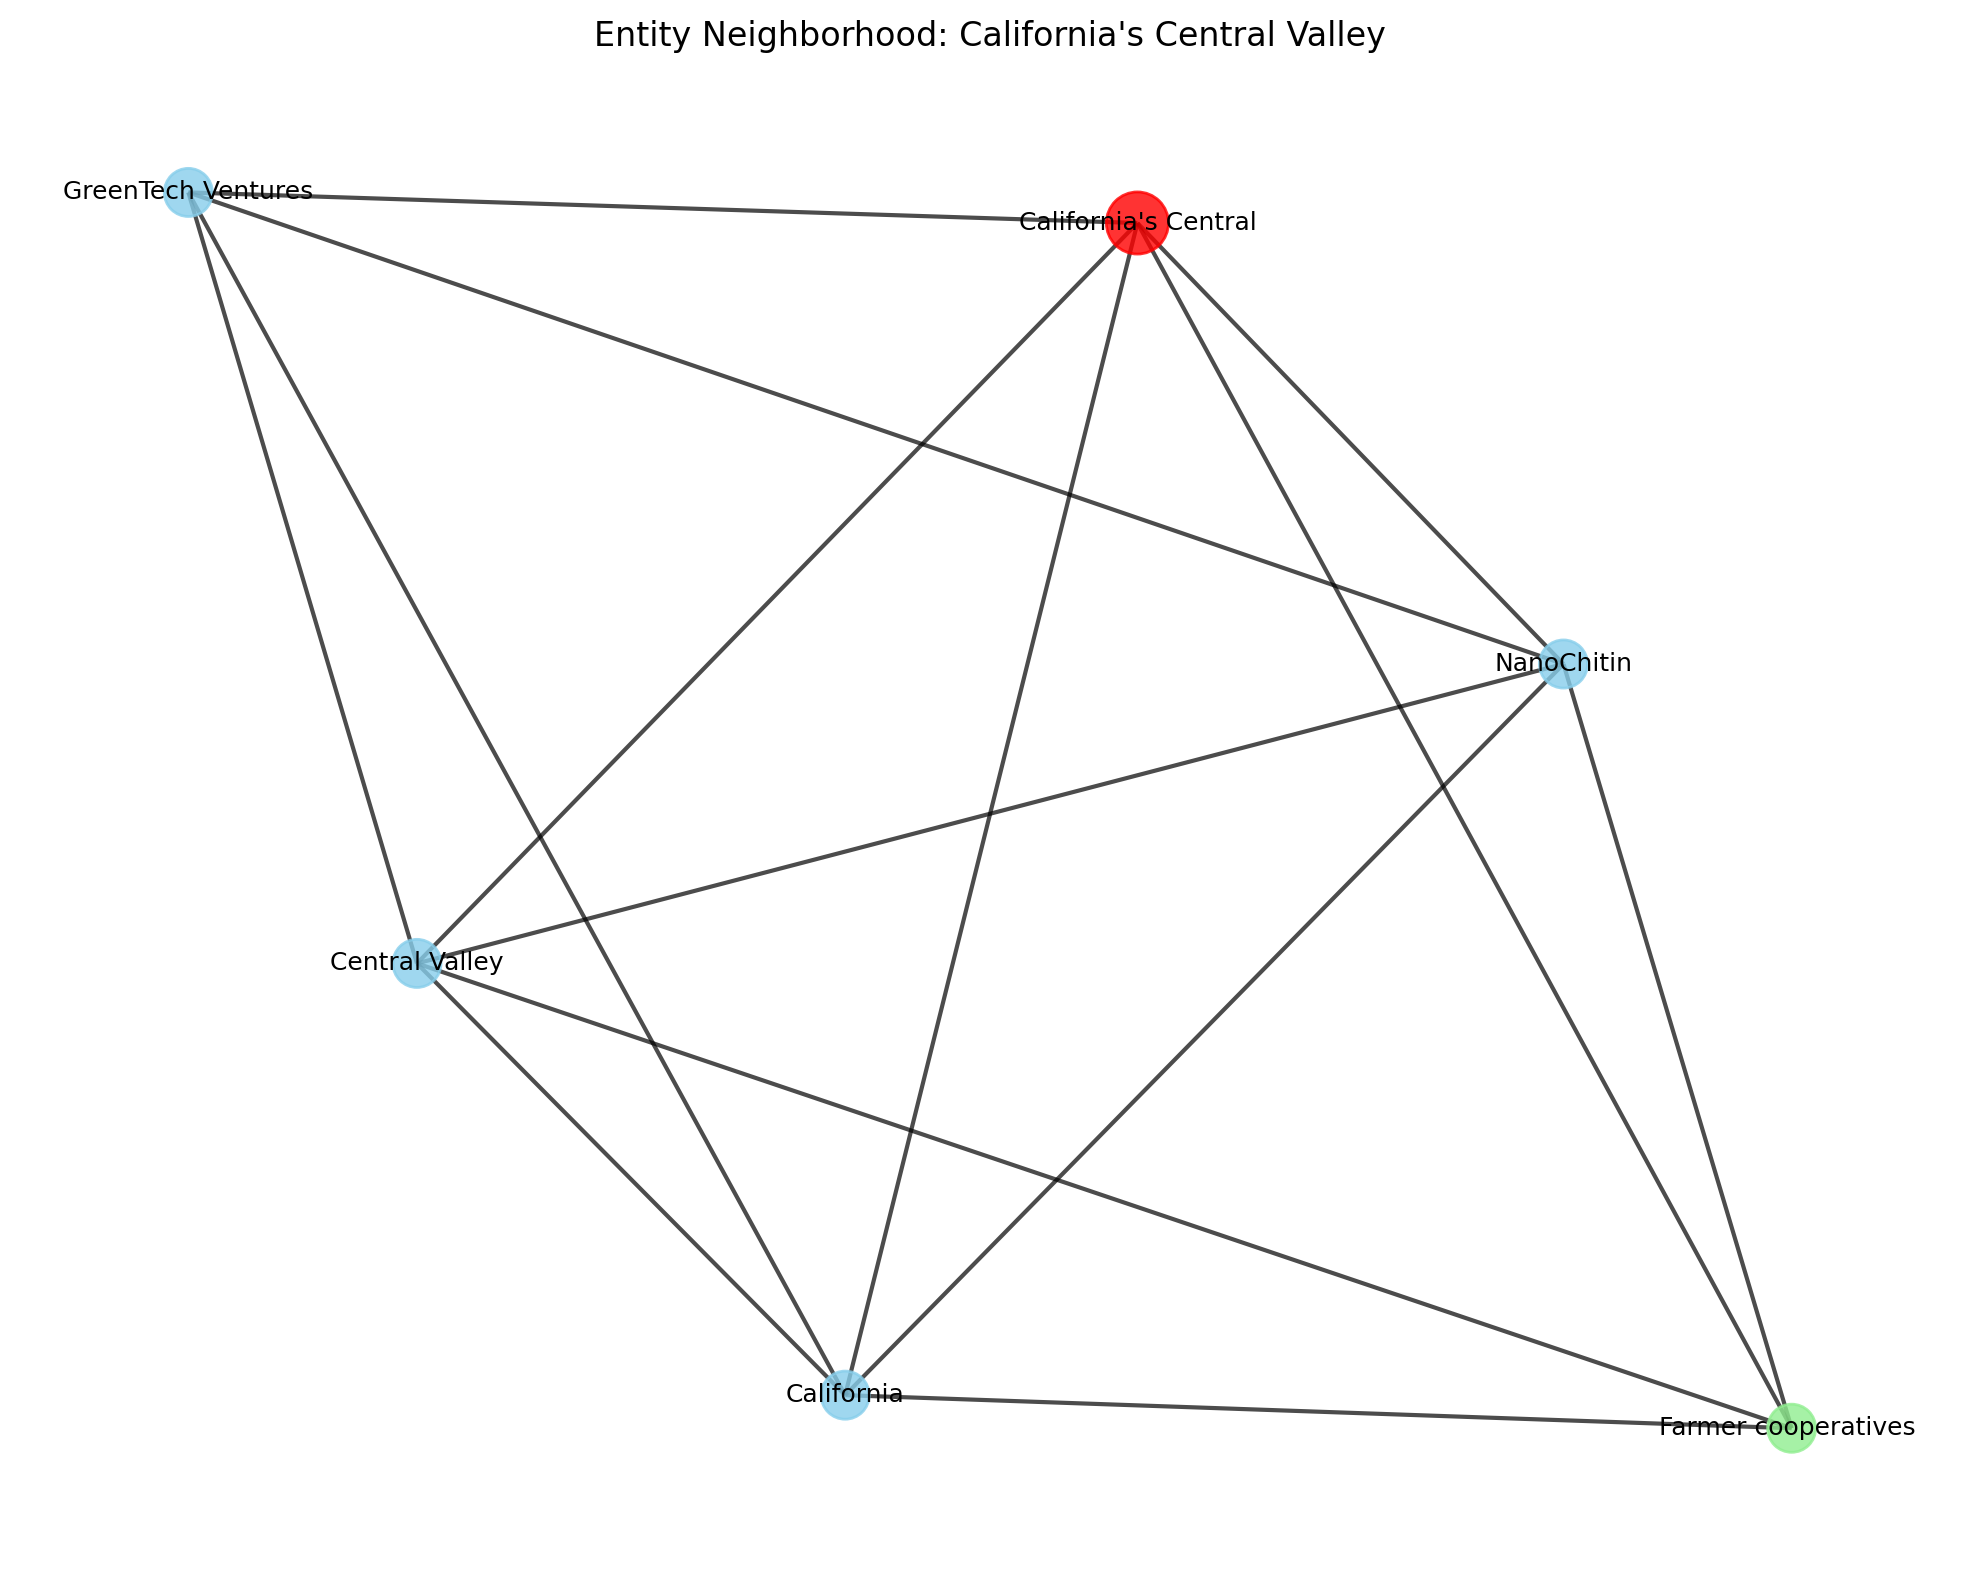 Entity Neighborhood: California's Central Valley
GreenTech Ventures
California's Central
NanoChitin
Central Valley
California
Farmer cooperatives